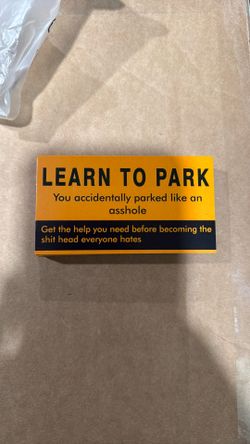 LEARN TO PARK
You accidentally parked like an
asshole
Get the help you need before becoming the
shit head everyone hates